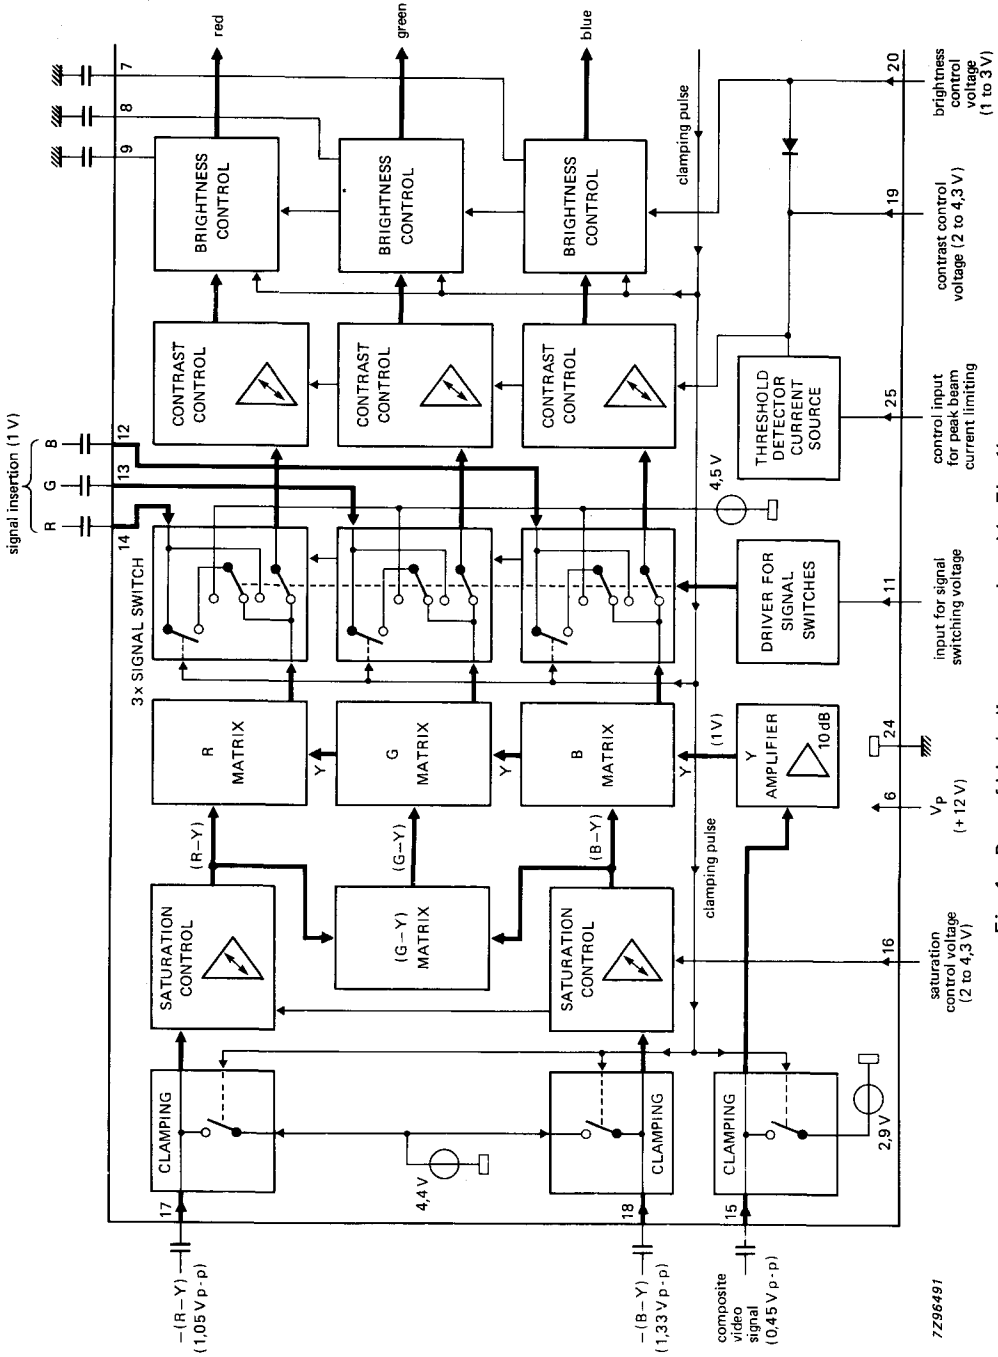 signal insertion (1 V)
R
G
B
14
13
12
9
8
7
red
green
blue
3 x SIGNAL SWITCH
−(R−Y)
(1,05 V p-p)
17
CLAMPING
SATURATION
CONTROL
(R−Y)
R
MATRIX
CONTRAST
CONTROL
BRIGHTNESS
CONTROL
4,4 V
(G−Y)
MATRIX
(G−Y)
Y
G
MATRIX
CONTRAST
CONTROL
BRIGHTNESS
CONTROL
−(B−Y)
(1,33 V p-p)
18
CLAMPING
SATURATION
CONTROL
(B−Y)
Y
B
MATRIX
CONTRAST
CONTROL
BRIGHTNESS
CONTROL
clamping pulse
clamping pulse
Y
(1 V)
4,5 V
composite
video
signal
(0,45 V p-p)
15
CLAMPING
2,9 V
Y
AMPLIFIER
10 dB
DRIVER FOR
SIGNAL
SWITCHES
THRESHOLD
DETECTOR
CURRENT
SOURCE
16
6
24
11
25
19
20
saturation
control voltage
(2 to 4,3 V)
VP
(+ 12 V)
input for signal
switching voltage
control input
for peak beam
current limiting
contrast control
voltage (2 to 4,3 V)
brightness
control
voltage
(1 to 3 V)
7Z96491